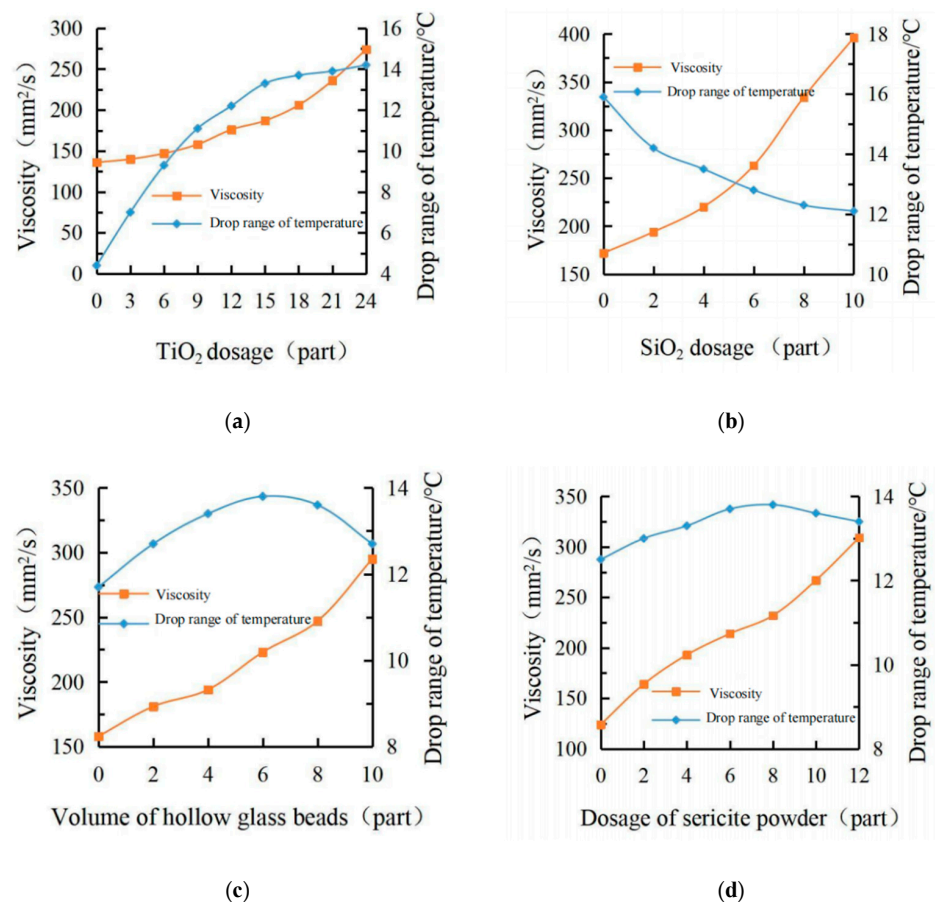 300
250
200
150
100
50
0
Viscosity（mm²/s）
16
14
12
10
8
6
4
Drop range of temperature/°C
Viscosity
Drop range of temperature
0 3 6 9 12 15 18 21 24
TiO₂ dosage（part）
(a)
400
350
300
250
200
150
Viscosity（mm²/s）
18
16
14
12
10
Drop range of temperature/°C
Viscosity
Drop range of temperature
0 2 4 6 8 10
SiO₂ dosage （part）
(b)
350
300
250
200
150
Viscosity（mm²/s）
14
12
10
8
Drop range of temperature/°C
Viscosity
Drop range of temperature
0 2 4 6 8 10
Volume of hollow glass beads（part）
(c)
350
300
250
200
150
100
Viscosity（mm²/s）
14
12
10
8
Drop range of temperature/°C
Viscosity
Drop range of temperature
0 2 4 6 8 10 12
Dosage of sericite powder（part）
(d)